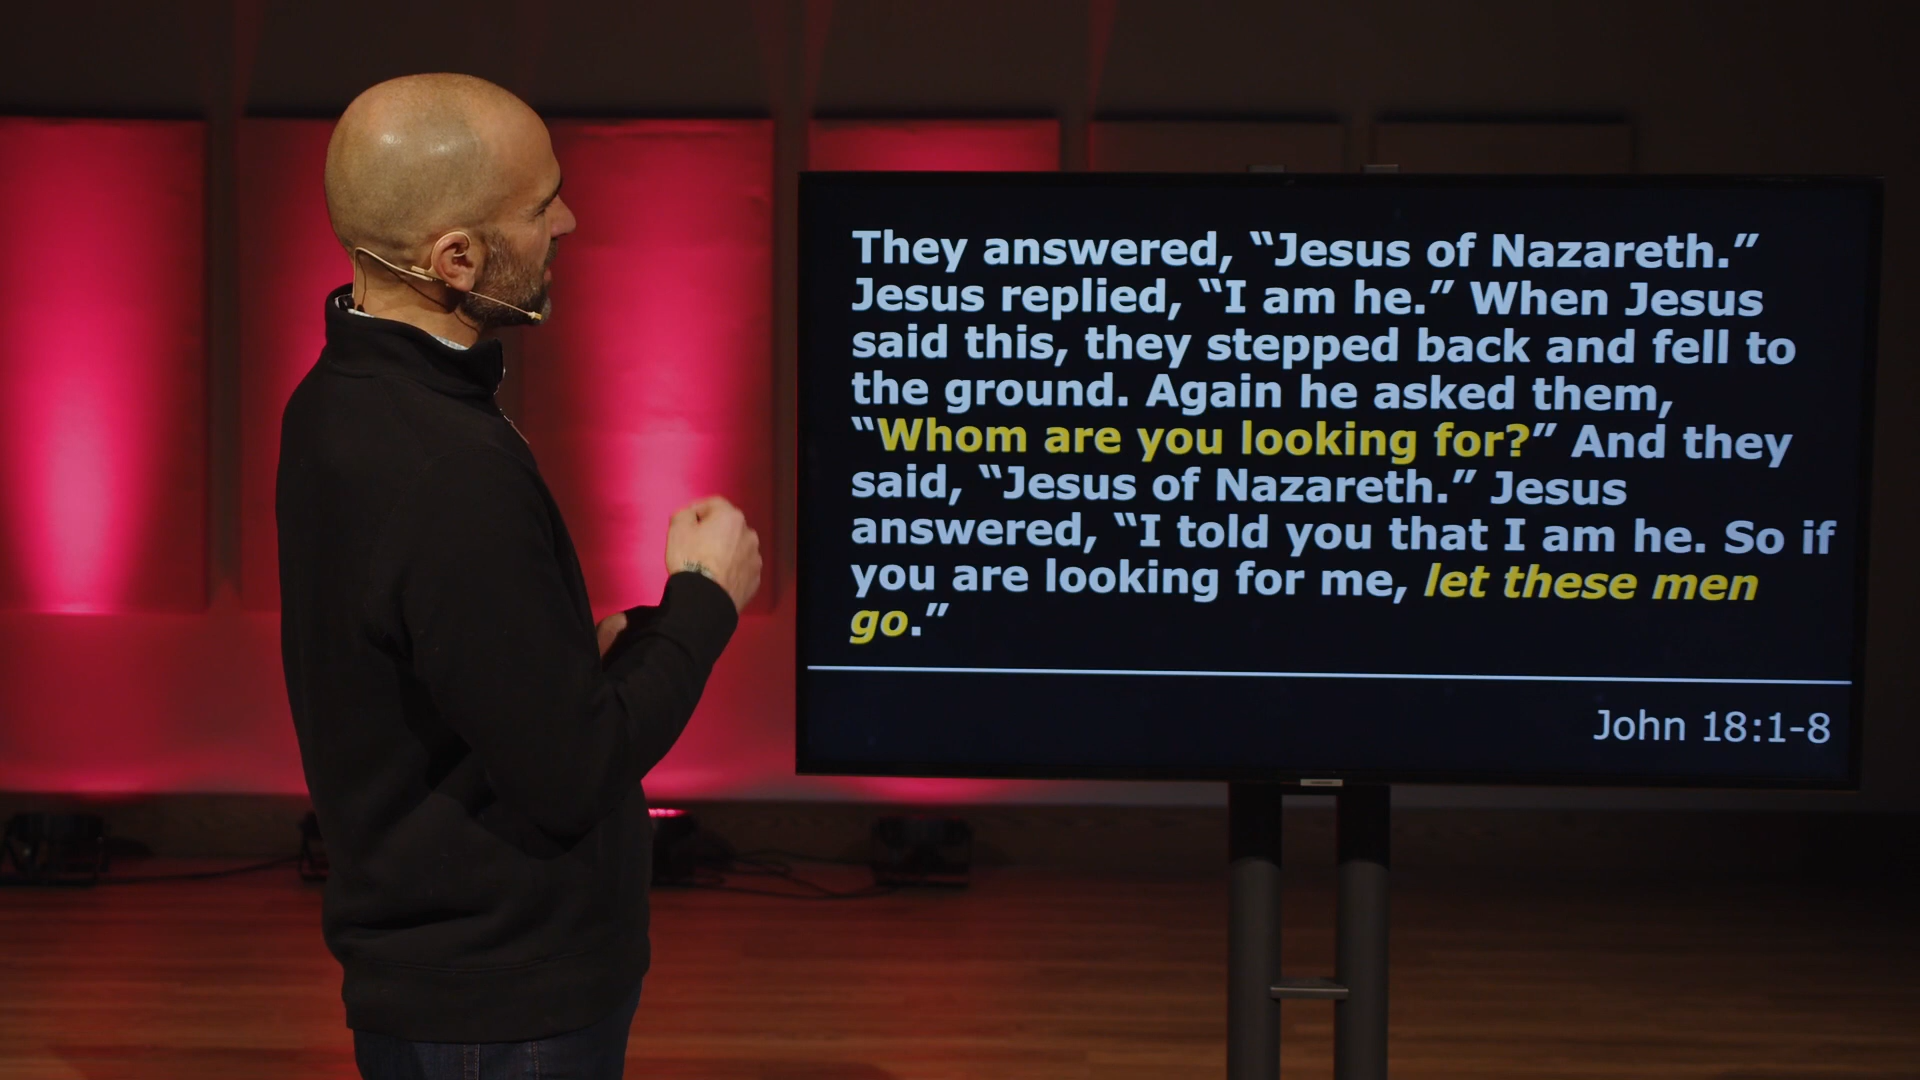 They answered, “Jesus of Nazareth.”
Jesus replied, “I am he.” When Jesus
said this, they stepped back and fell to
the ground. Again he asked them,
“Whom are you looking for?” And they
said, “Jesus of Nazareth.” Jesus
answered, “I told you that I am he. So if
you are looking for me, let these men
go.”
John 18:1-8